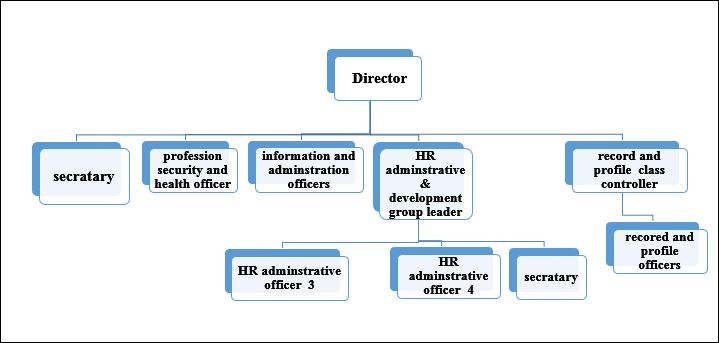 Director
secratary
profession
security and
health officer
information and
adminstration
officers
HR
adminstrative
&
development
group leader
record and
profile class
controller
HR adminstrative
officer 3
HR
adminstrative
officer 4
secratary
recored and
profile
officers